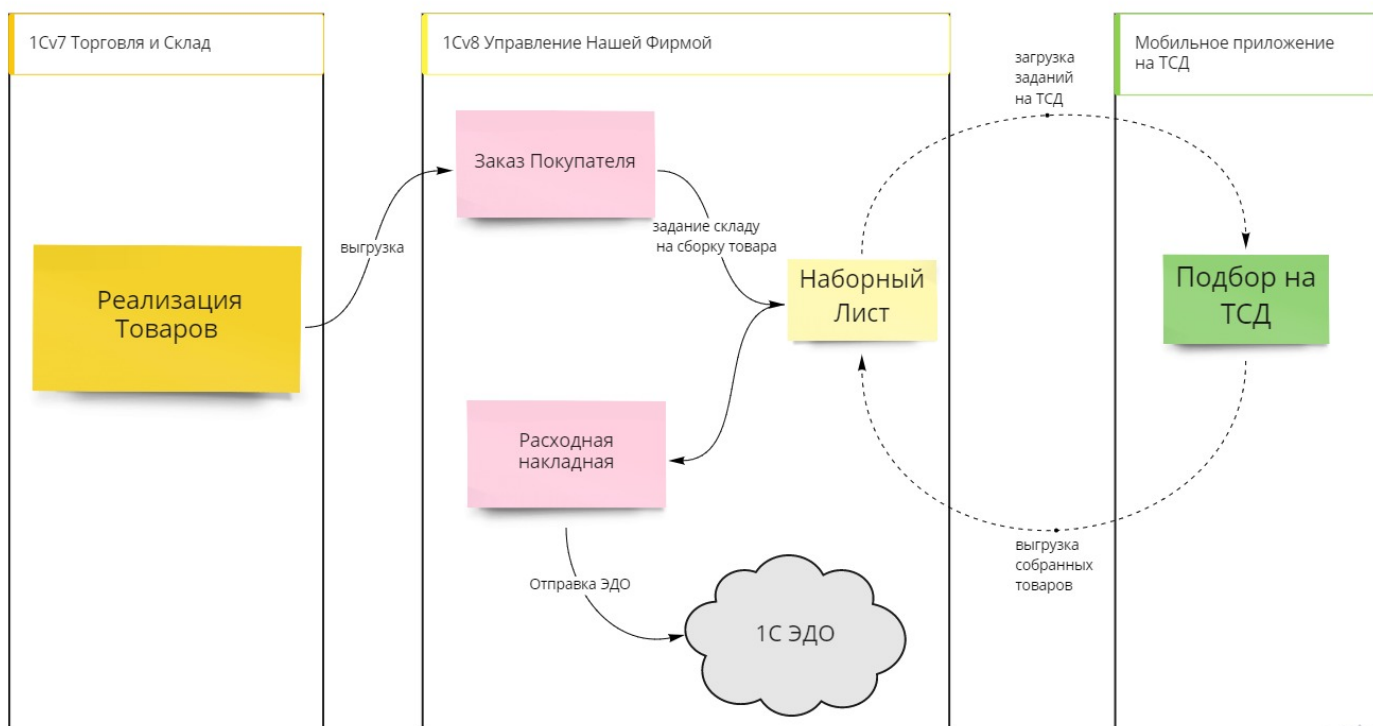 1Cv7 Торговля и Склад
1Cv8 Управление Нашей Фирмой
Мобильное приложение
на ТСД
загрузка
заданий
на ТСД
Заказ Покупателя
выгрузка
задание складу
на сборку товара
Реализация
Товаров
Наборный
Лист
Подбор на
ТСД
Расходная
накладная
выгрузка
собранных
товаров
Отправка ЭДО
1С ЭДО